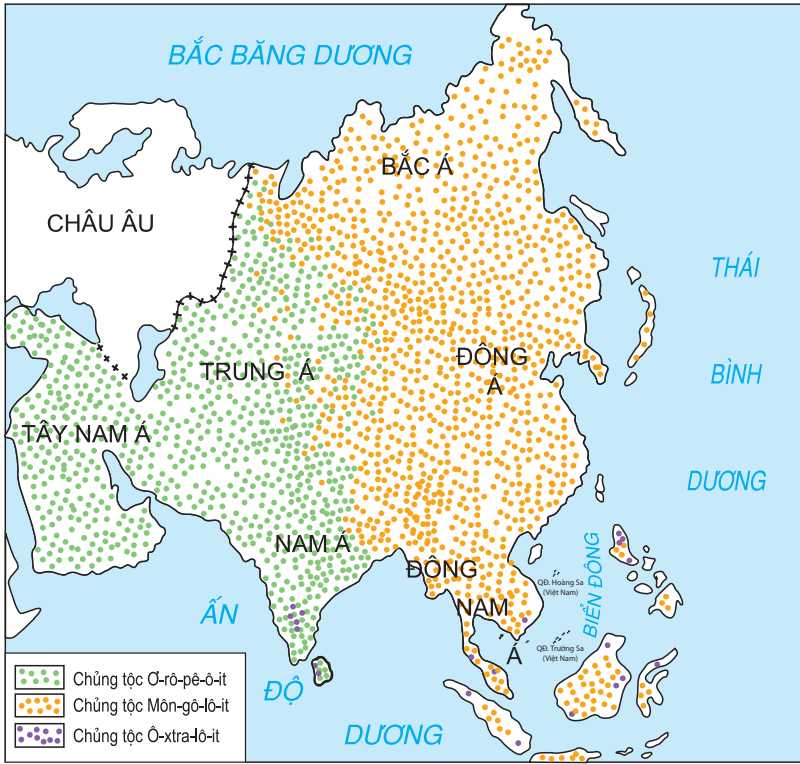 BẮC BĂNG DƯƠNG
BẮC Á
CHÂU ÂU
THÁI
BÌNH
DƯƠNG
TRUNG Á
ĐÔNG
Á
TÂY NAM Á
NAM Á
ĐÔNG
NAM
Á
BIỂN ĐÔNG
QĐ. Hoàng Sa
(Việt Nam)
QĐ. Trường Sa
(Việt Nam)
ẤN
ĐỘ
DƯƠNG
Chủng tộc Ơ-rô-pê-ô-it
Chủng tộc Môn-gô-lô-it
Chủng tộc Ô-xtra-lô-it